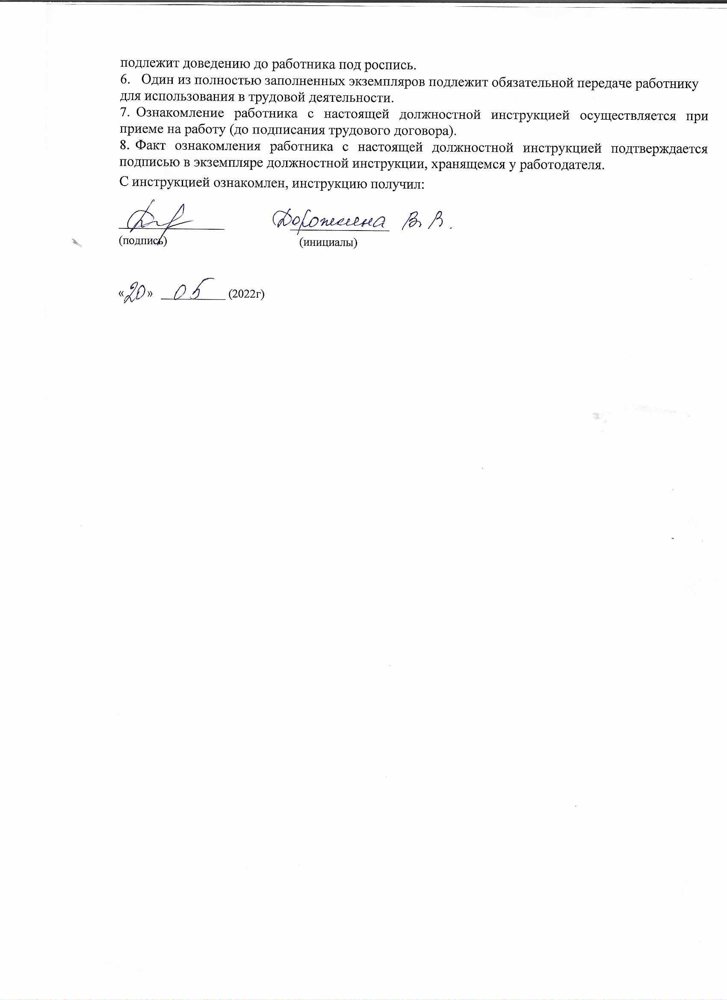 подлежит доведению до работника под роспись.
6. Один из полностью заполненных экземпляров подлежит обязательной передаче работнику
для использования в трудовой деятельности.
7. Ознакомление работника с настоящей должностной инструкцией осуществляется при
приеме на работу (до подписания трудового договора).
8. Факт ознакомления работника с настоящей должностной инструкцией подтверждается
подписью в экземпляре должностной инструкции, хранящемся у работодателя.
С инструкцией ознакомлен, инструкцию получил:
Дорожкина В. В.
(подпись) (инициалы)
«20» 05 (2022г)